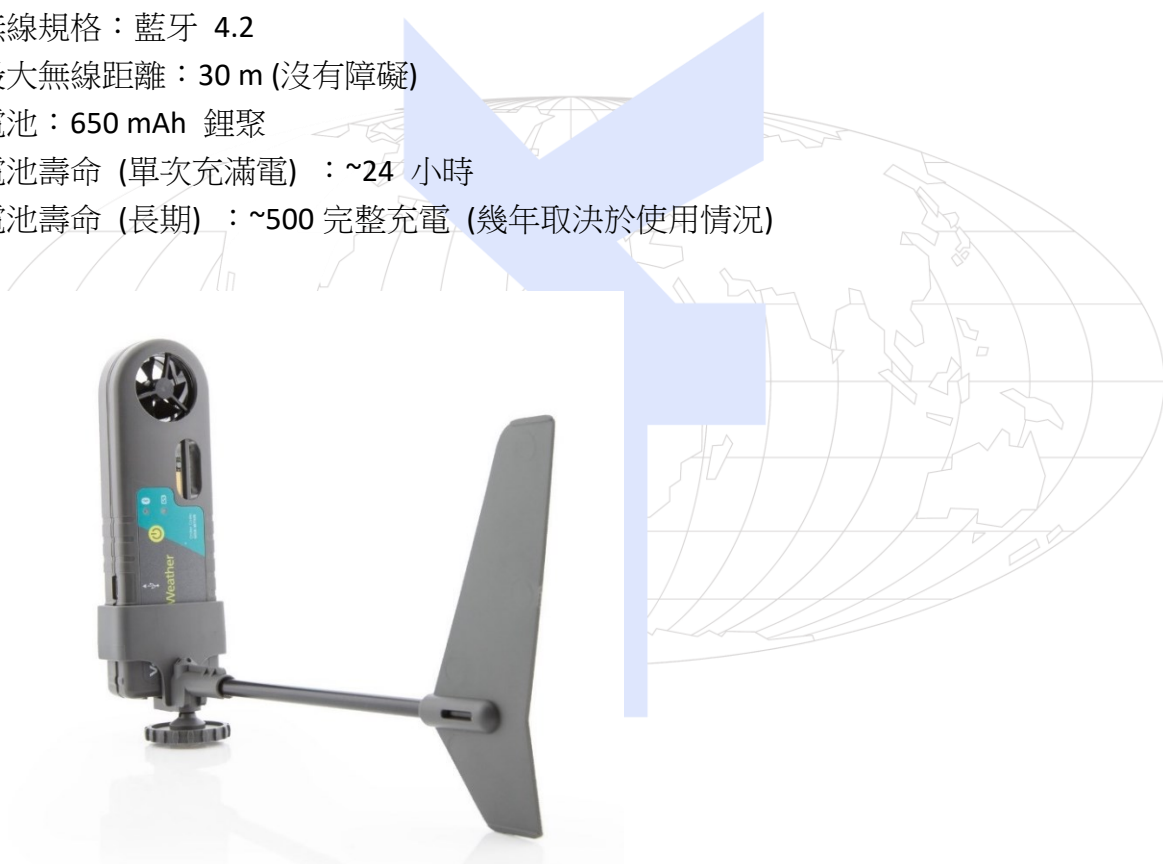 線規格：藍牙 4.2
大無線距離：30 m (沒有障礙)
池：650 mAh 鋰聚
池壽命 (單次充滿電) ：~24 小時
池壽命 (長期) ：~500 完整充電 (幾年取決於使用情況)
Weather